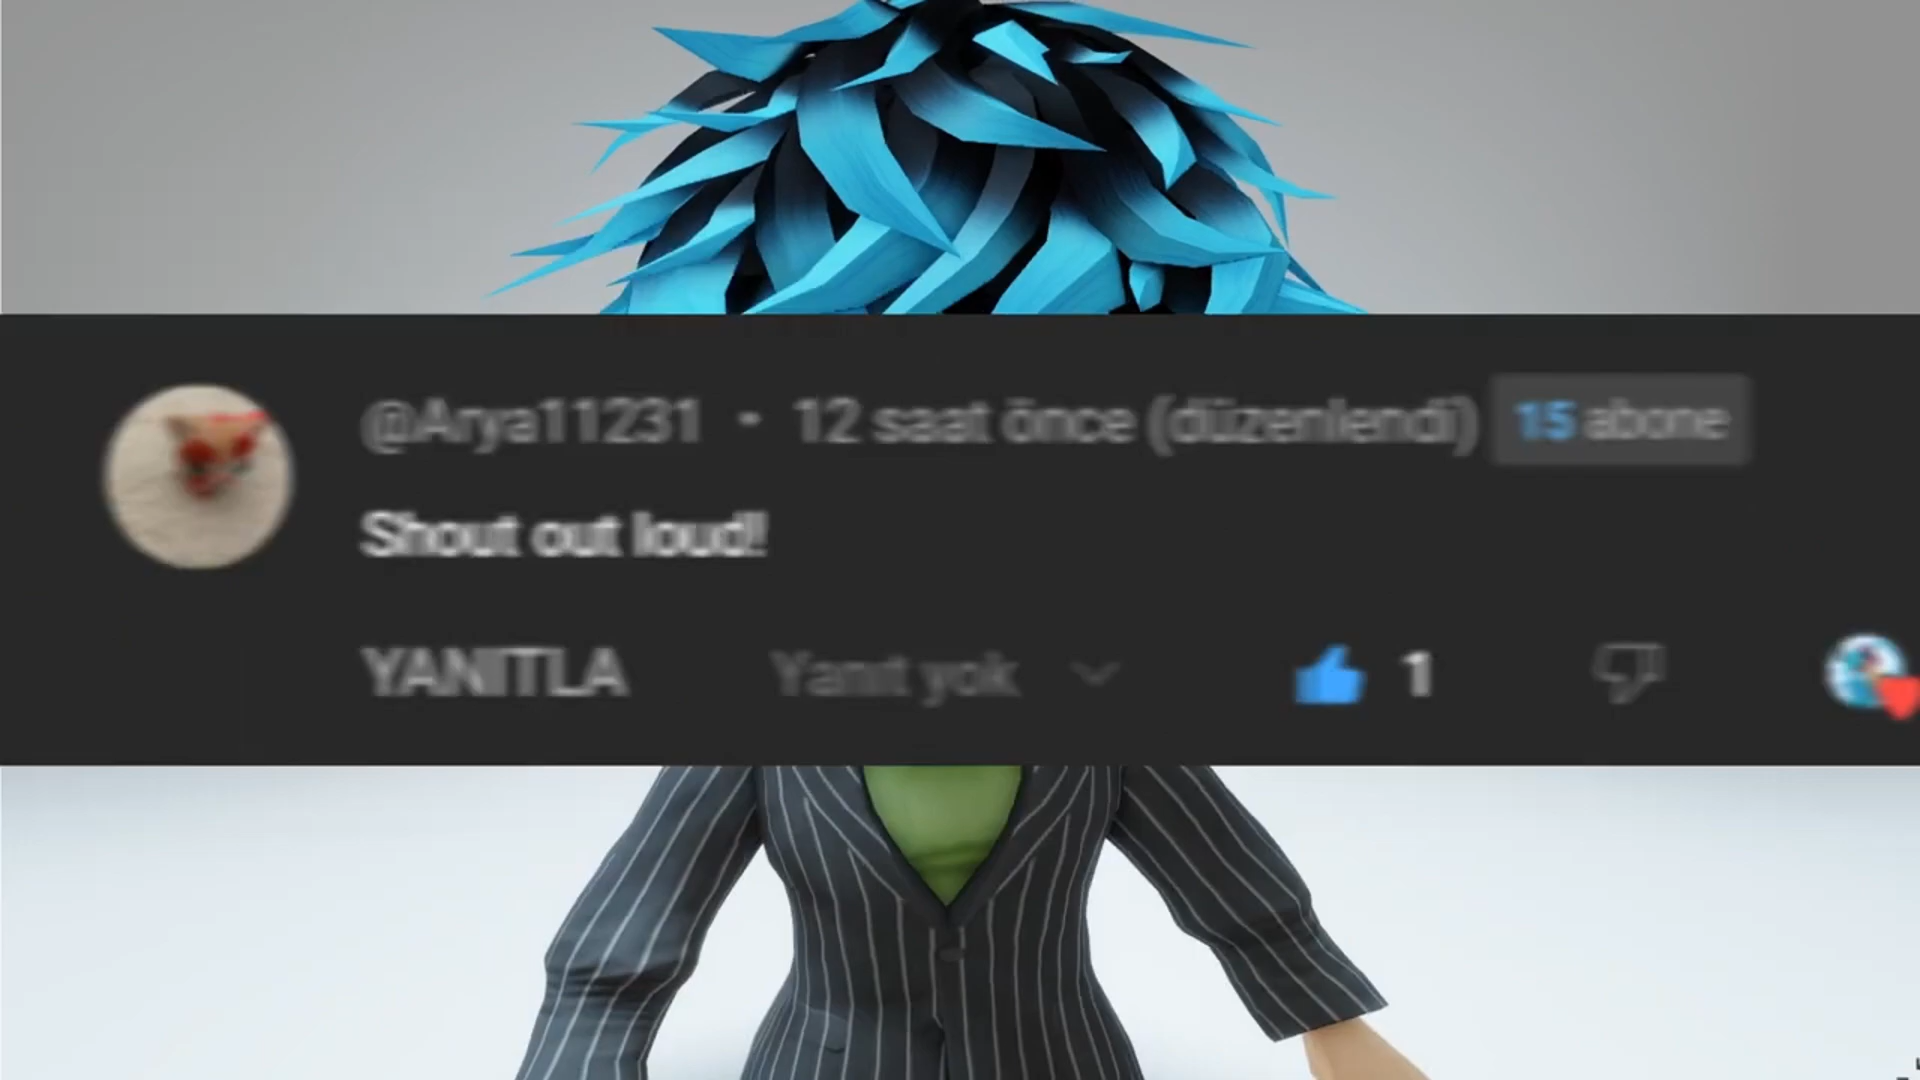 @Arya11231 • 12 saat önce (düzenlendi) 15 abone
Shout out loud!
YANITLA Yanıt yok 1